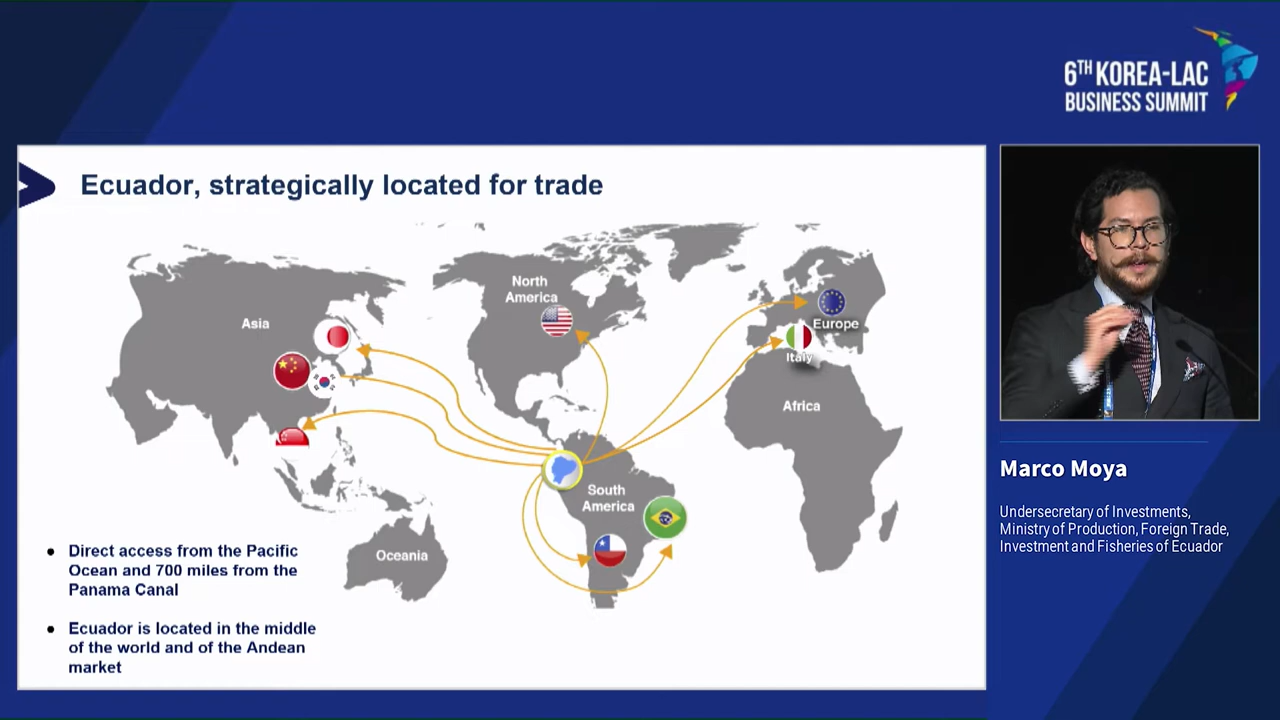 6TH KOREA-LAC
BUSINESS SUMMIT
Ecuador, strategically located for trade
North
America
Asia
Europe
Italy
Africa
South
America
Oceania
● Direct access from the Pacific
Ocean and 700 miles from the
Panama Canal
● Ecuador is located in the middle
of the world and of the Andean
market
Marco Moya
Undersecretary of Investments,
Ministry of Production, Foreign Trade,
Investment and Fisheries of Ecuador